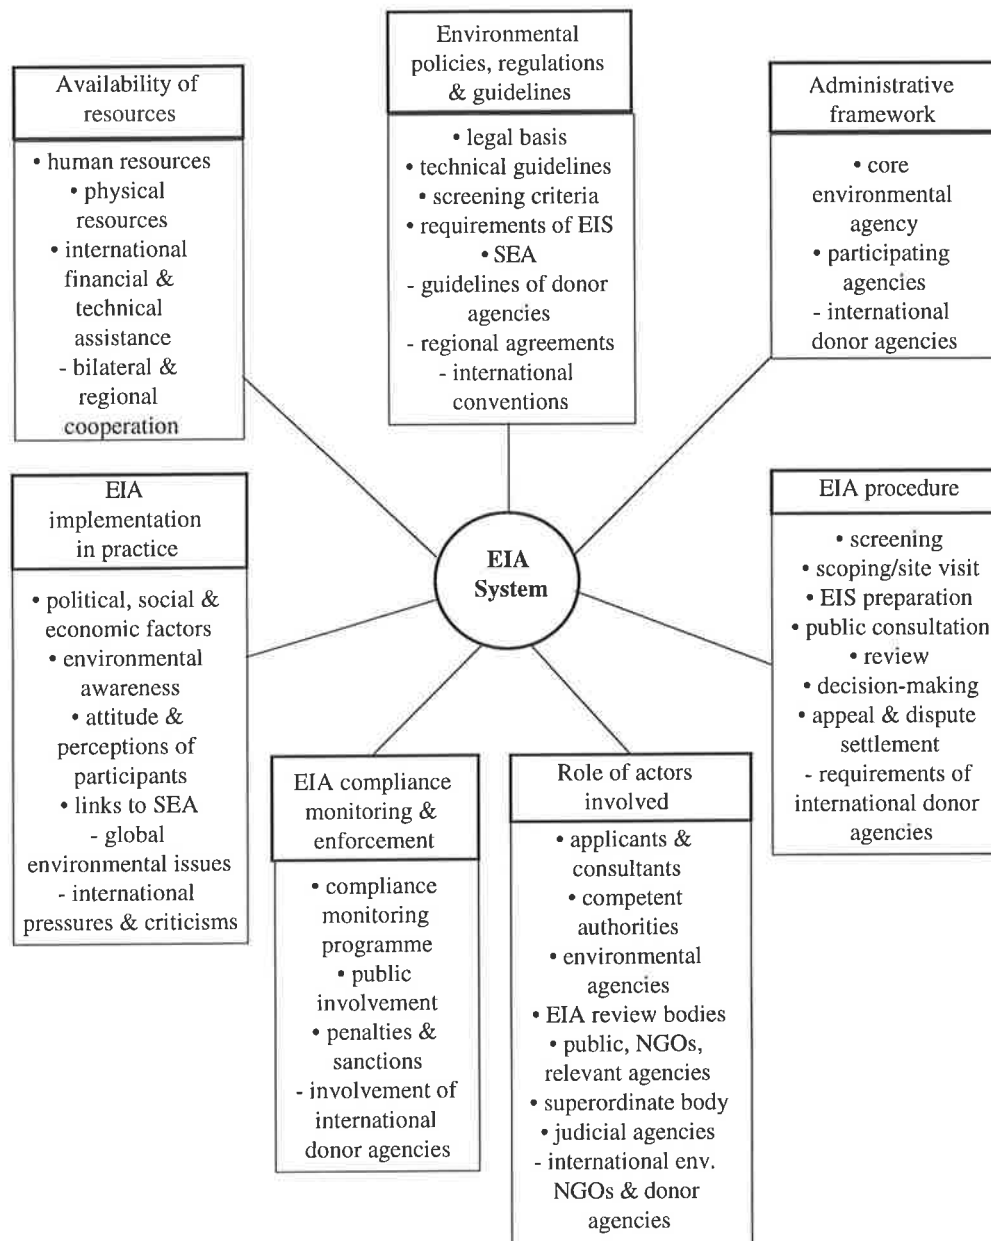 Environmental
policies, regulations
& guidelines
• legal basis
• technical guidelines
• screening criteria
• requirements of EIS
• SEA
- guidelines of donor
agencies
- regional agreements
- international
conventions
Availability of
resources
• human resources
• physical
resources
• international
financial &
technical
assistance
- bilateral &
regional
cooperation
Administrative
framework
• core
environmental
agency
• participating
agencies
- international
donor agencies
EIA
System
EIA
implementation
in practice
• political, social &
economic factors
• environmental
awareness
• attitude &
perceptions of
participants
• links to SEA
- global
environmental issues
- international
pressures & criticisms
EIA procedure
• screening
• scoping/site visit
• EIS preparation
• public consultation
• review
• decision-making
• appeal & dispute
settlement
- requirements of
international donor
agencies
EIA compliance
monitoring &
enforcement
• compliance
monitoring
programme
• public
involvement
• penalties &
sanctions
- involvement of
international
donor agencies
Role of actors
involved
• applicants &
consultants
• competent
authorities
• environmental
agencies
• EIA review bodies
• public, NGOs,
relevant agencies
• superordinate body
• judicial agencies
- international env.
NGOs & donor
agencies